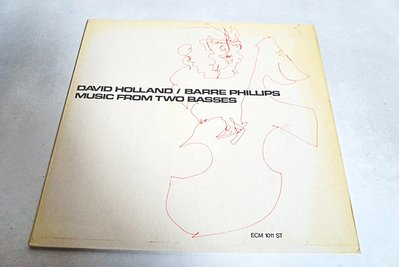 DAVID HOLLAND / BARRE PHILLIPS
MUSIC FROM TWO BASSES
ECM 1011 ST